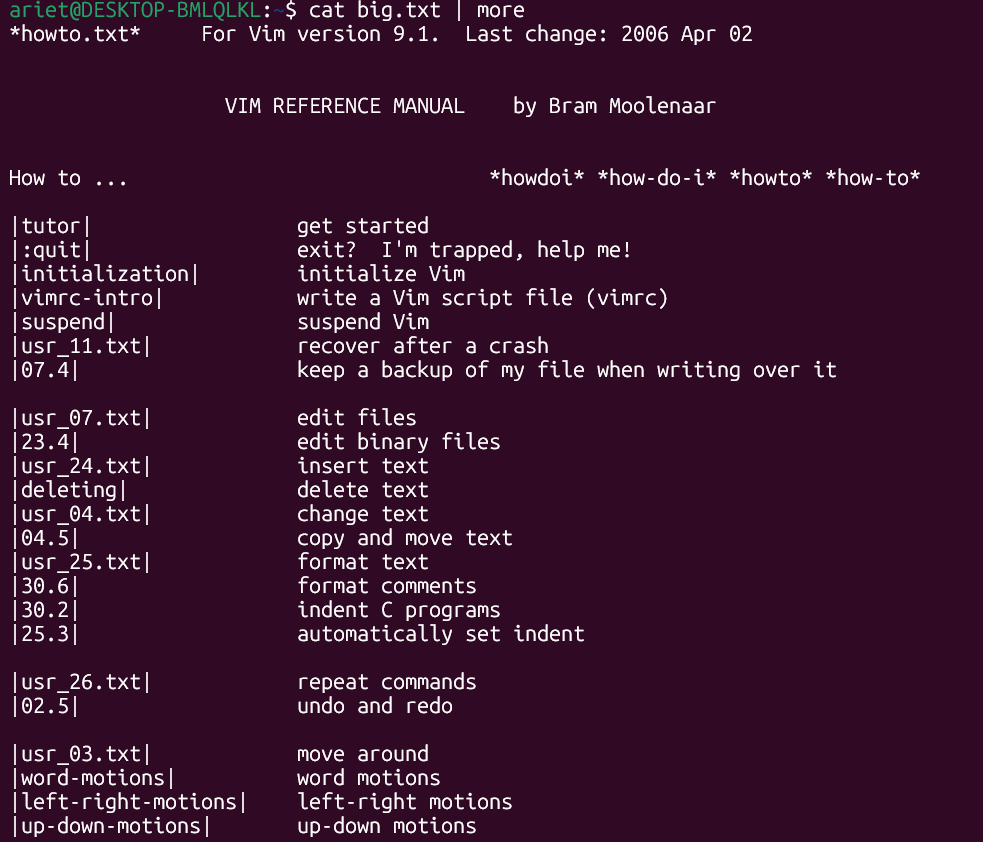 ariet@DESKTOP-BMLQLKL:~$ cat big.txt | more
*howto.txt*     For Vim version 9.1.  Last change: 2006 Apr 02
VIM REFERENCE MANUAL    by Bram Moolenaar
How to ...                              *howdoi* *how-do-i* *howto* *how-to*
|tutor|                 get started
|:quit|                 exit?  I'm trapped, help me!
|initialization|        initialize Vim
|vimrc-intro|           write a Vim script file (vimrc)
|suspend|               suspend Vim
|usr_11.txt|            recover after a crash
|07.4|                  keep a backup of my file when writing over it
|usr_07.txt|            edit files
|23.4|                  edit binary files
|usr_24.txt|            insert text
|deleting|              delete text
|usr_04.txt|            change text
|04.5|                  copy and move text
|usr_25.txt|            format text
|30.6|                  format comments
|30.2|                  indent C programs
|25.3|                  automatically set indent
|usr_26.txt|            repeat commands
|02.5|                  undo and redo
|usr_03.txt|            move around
|word-motions|          word motions
|left-right-motions|    left-right motions
|up-down-motions|       up-down motions